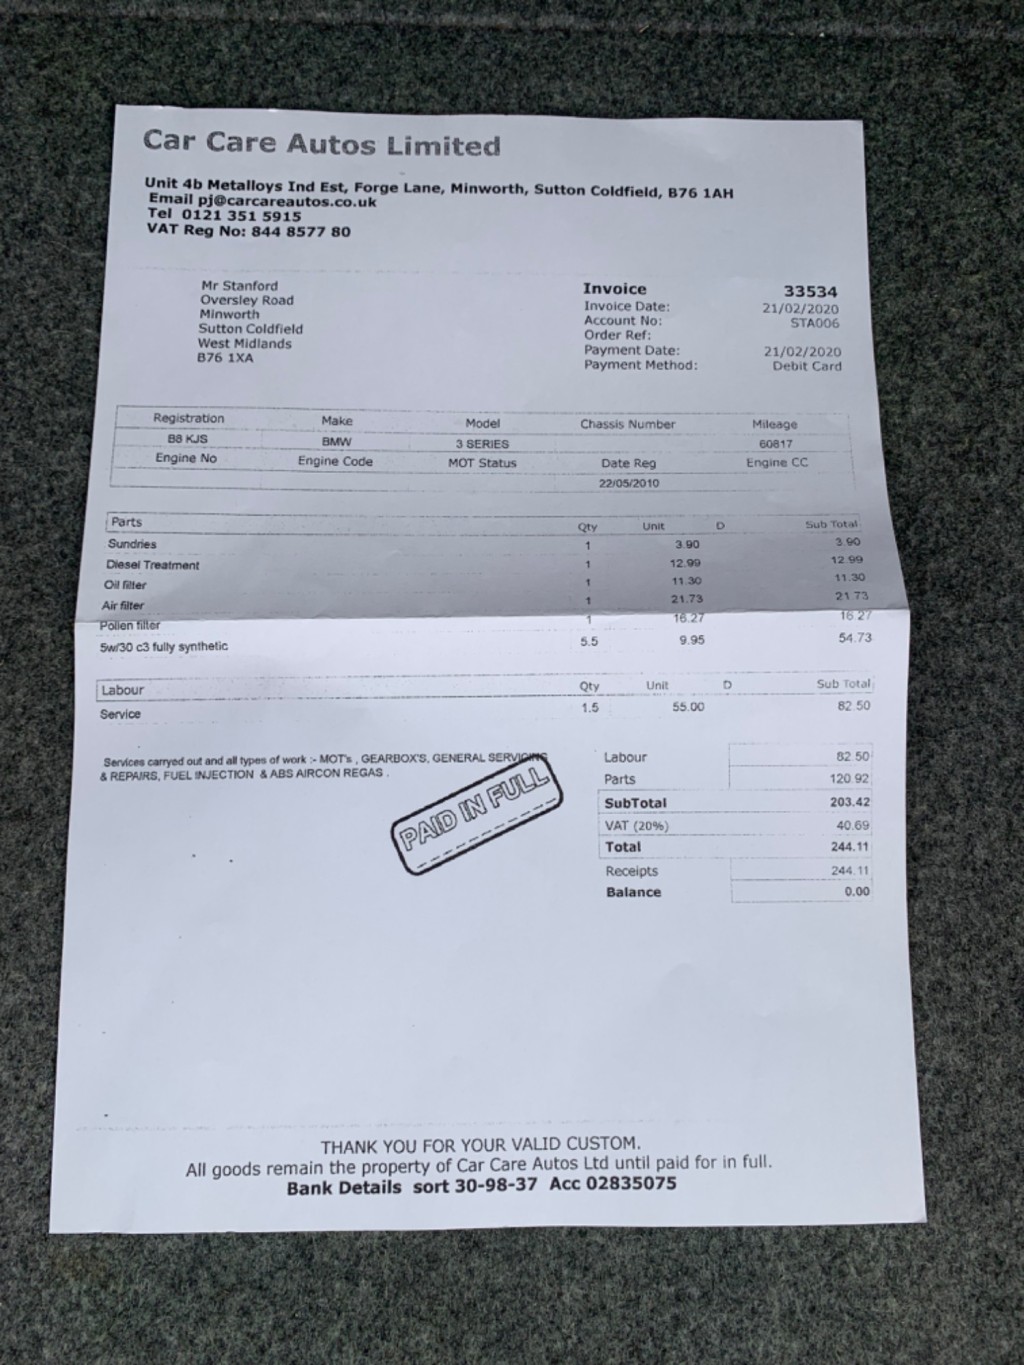 Car Care Autos Limited
Unit 4b Metalloys Ind Est, Forge Lane, Minworth, Sutton Coldfield, B76 1AH
Email pj@carcareautos.co.uk
Tel 0121 351 5915
VAT Reg No: 844 8577 80
Mr Stanford
Oversley Road
Minworth
Sutton Coldfield
West Midlands
B76 1XA
Invoice 33534
Invoice Date: 21/02/2020
Account No: STA006
Order Ref:
Payment Date: 21/02/2020
Payment Method: Debit Card
Registration Make Model Chassis Number Mileage
B8 KJS BMW 3 SERIES 60817
Engine No Engine Code MOT Status Date Reg Engine CC
22/05/2010
Parts Qty Unit D Sub Total
Sundries 1 3.90 3.90
Diesel Treatment 1 12.99 12.99
Oil filter 1 11.30 11.30
Air filter 1 21.73 21.73
Pollen filter 1 16.27 16.27
5w/30 c3 fully synthetic 5.5 9.95 54.73
Labour Qty Unit D Sub Total
Service 1.5 55.00 82.50
Services carryed out and all types of work :- MOT's , GEARBOX'S, GENERAL SERVICING
& REPAIRS, FUEL INJECTION & ABS AIRCON REGAS .
PAID IN FULL
Labour 82.50
Parts 120.92
SubTotal 203.42
VAT (20%) 40.69
Total 244.11
Receipts 244.11
Balance 0.00
THANK YOU FOR YOUR VALID CUSTOM.
All goods remain the property of Car Care Autos Ltd until paid for in full.
Bank Details sort 30-98-37 Acc 02835075